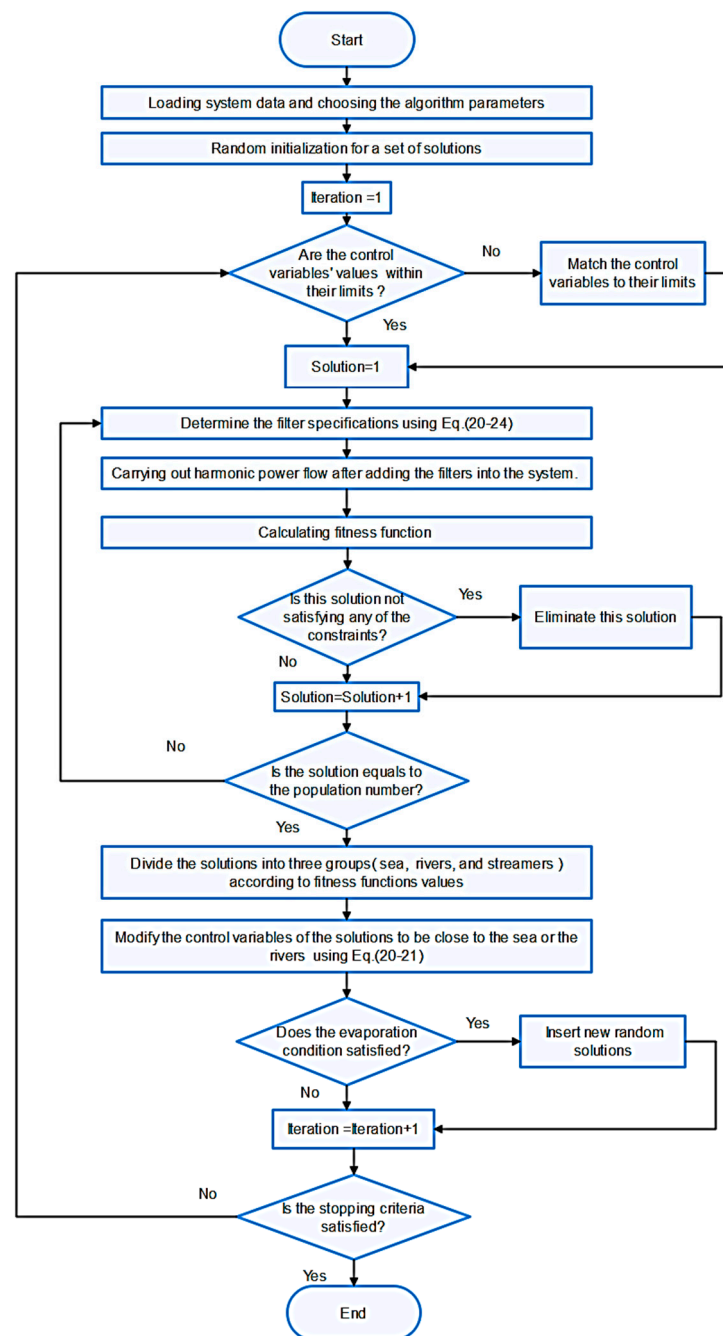 Start
Loading system data and choosing the algorithm parameters
Random initialization for a set of solutions
Iteration =1
Are the control
variables' values within
their limits ?
No
Match the control
variables to their limits
Yes
Solution=1
Determine the filter specifications using Eq.(20-24)
Carrying out harmonic power flow after adding the filters into the system.
Calculating fitness function
Is this solution not
satisfying any of the
constraints?
Yes
Eliminate this solution
No
Solution=Solution+1
No
Is the solution equals to
the population number?
Yes
Divide the solutions into three groups( sea, rivers, and streamers )
according to fitness functions values
Modify the control variables of the solutions to be close to the sea or the
rivers using Eq.(20-21)
Does the evaporation
condition satisfied?
Yes
Insert new random
solutions
No
Iteration =Iteration+1
No
Is the stopping criteria
satisfied?
Yes
End